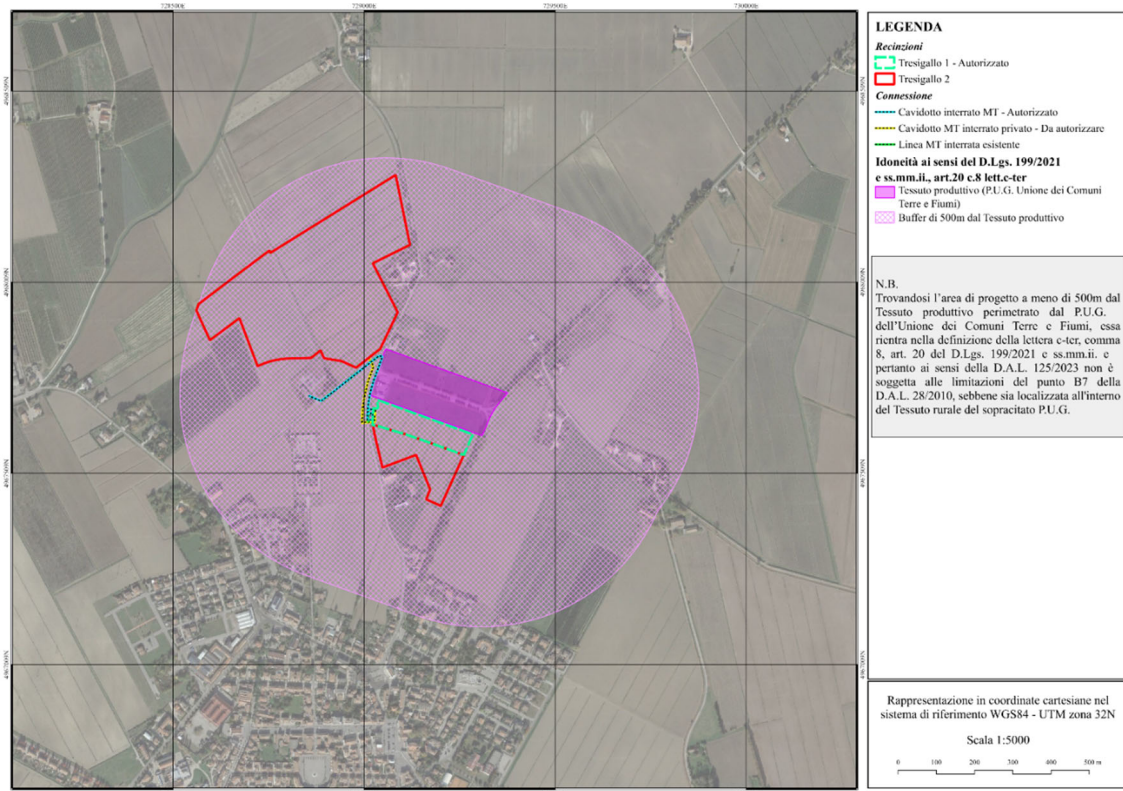 728500E 729000E 729500E 730000E
LEGENDA
Recinzioni
Tresigallo 1 - Autorizzato
Tresigallo 2
Connessione
Cavidotto interrato MT - Autorizzato
Cavidotto MT interrato privato - Da autorizzare
Linea MT interrata esistente
Idoneità ai sensi del D.Lgs. 199/2021
e ss.mm.ii., art.20 c.8 lett.c-ter
Tessuto produttivo (P.U.G. Unione dei Comuni
Terre e Fiumi)
Buffer di 500m dal Tessuto produttivo
N.B.
Trovandosi l'area di progetto a meno di 500m dal
Tessuto produttivo perimetrato dal P.U.G.
dell'Unione dei Comuni Terre e Fiumi, essa
rientra nella definizione della lettera c-ter, comma
8, art. 20 del D.Lgs. 199/2021 e ss.mm.ii. e
pertanto ai sensi della D.A.L. 125/2023 non è
soggetta alle limitazioni del punto B7 della
D.A.L. 28/2010, sebbene sia localizzata all'interno
del Tessuto rurale del sopracitato P.U.G.
Rappresentazione in coordinate cartesiane nel
sistema di riferimento WGS84 - UTM zona 32N
Scala 1:5000
0 100 200 300 400 500 m